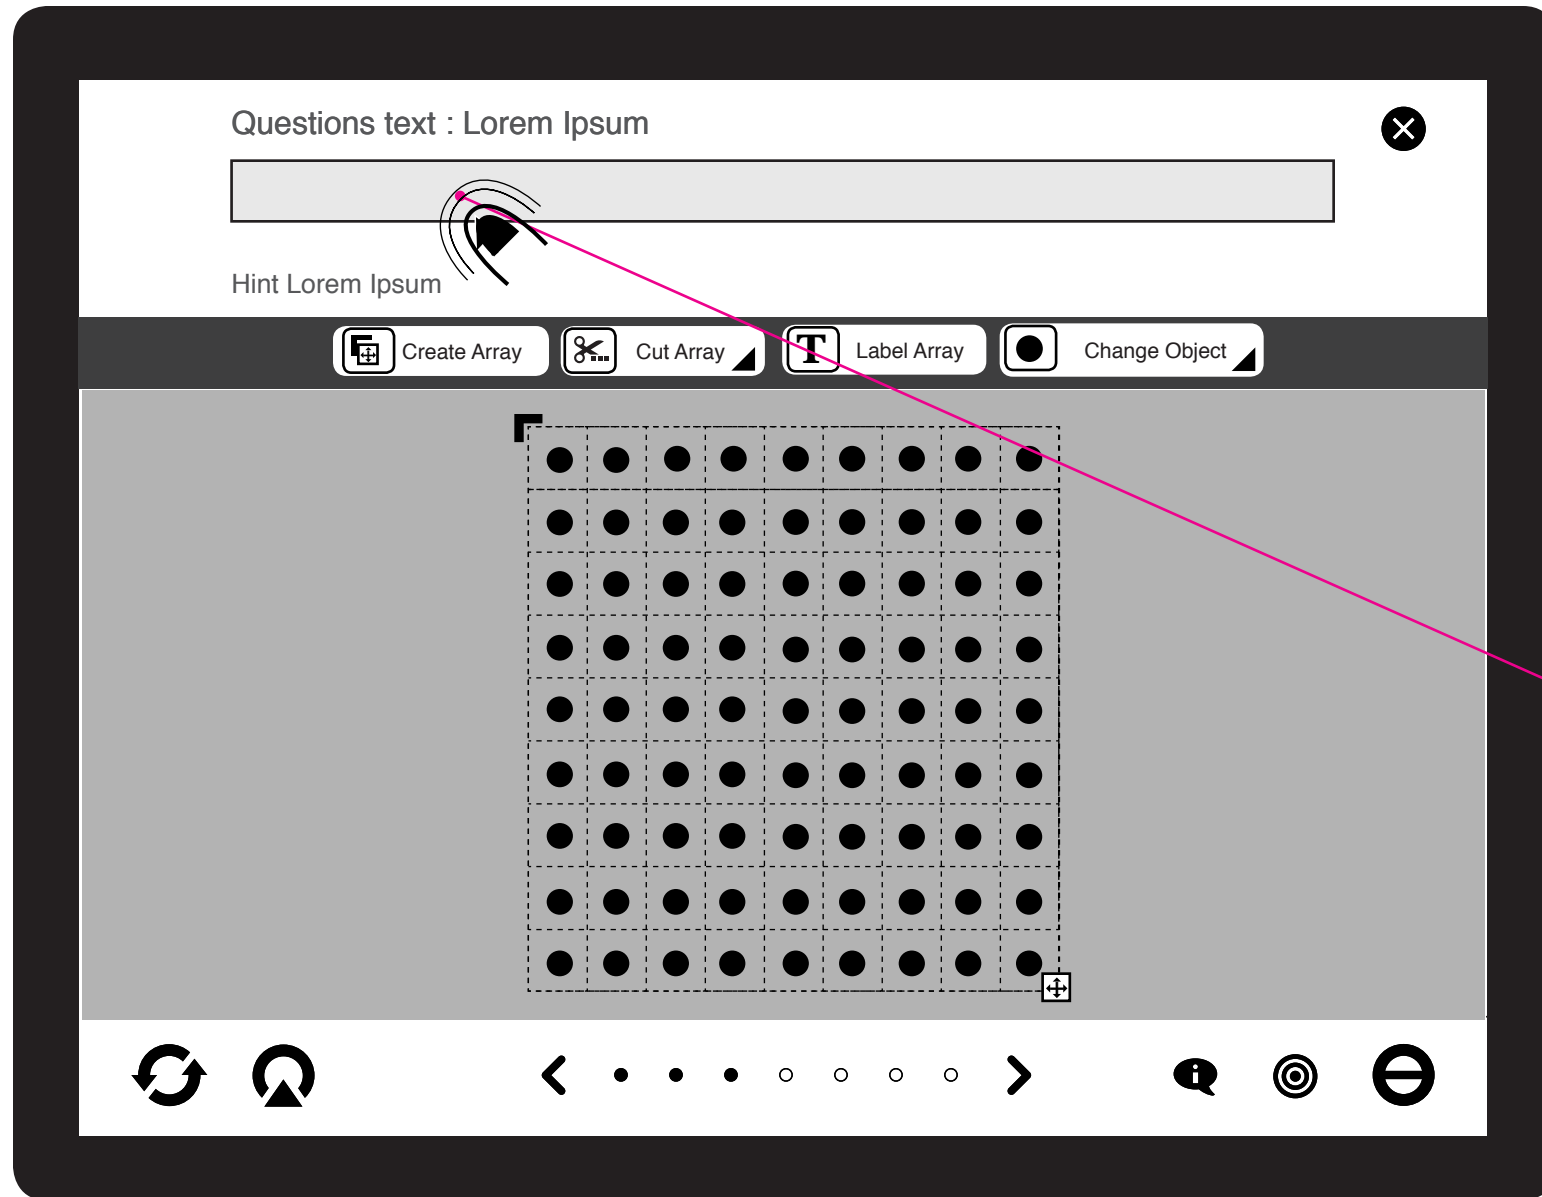 Questions text : Lorem Ipsum
Hint Lorem Ipsum
Create Array
Cut Array
T Label Array
Change Object